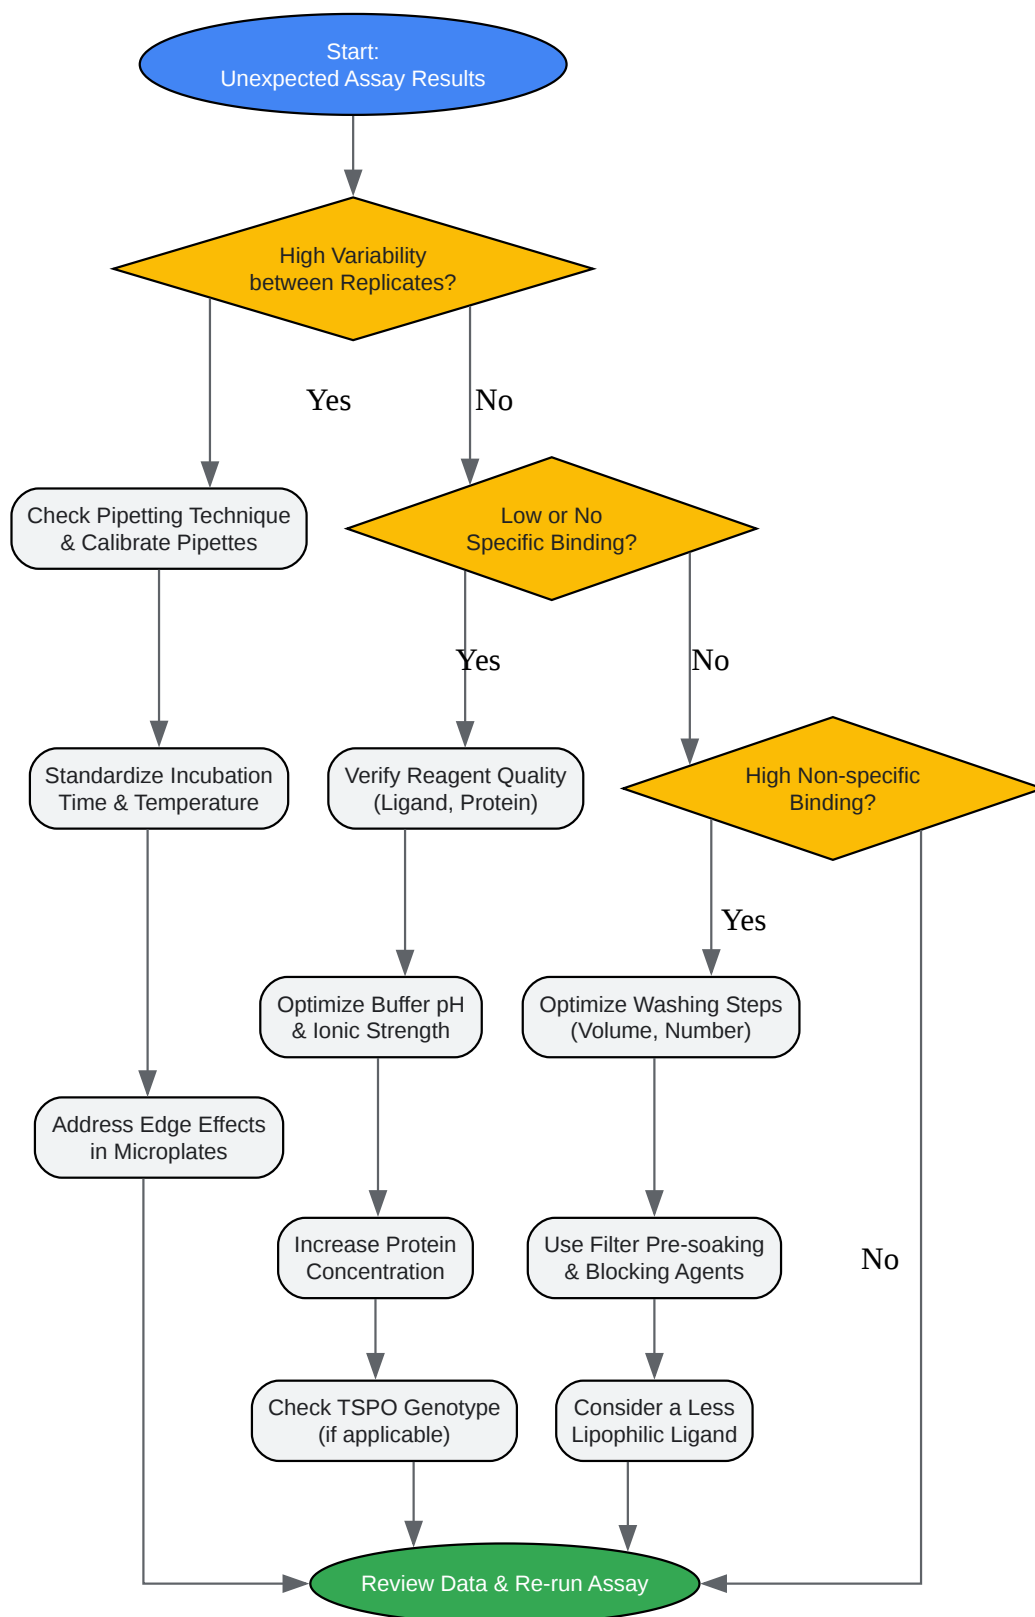 Start:
Unexpected Assay Results
High Variability
between Replicates?
Yes
No
Check Pipetting Technique
& Calibrate Pipettes
Low or No
Specific Binding?
Yes
No
Standardize Incubation
Time & Temperature
Verify Reagent Quality
(Ligand, Protein)
High Non-specific
Binding?
Yes
Optimize Buffer pH
& Ionic Strength
Optimize Washing Steps
(Volume, Number)
Address Edge Effects
in Microplates
Increase Protein
Concentration
Use Filter Pre-soaking
& Blocking Agents
No
Check TSPO Genotype
(if applicable)
Consider a Less
Lipophilic Ligand
Review Data & Re-run Assay